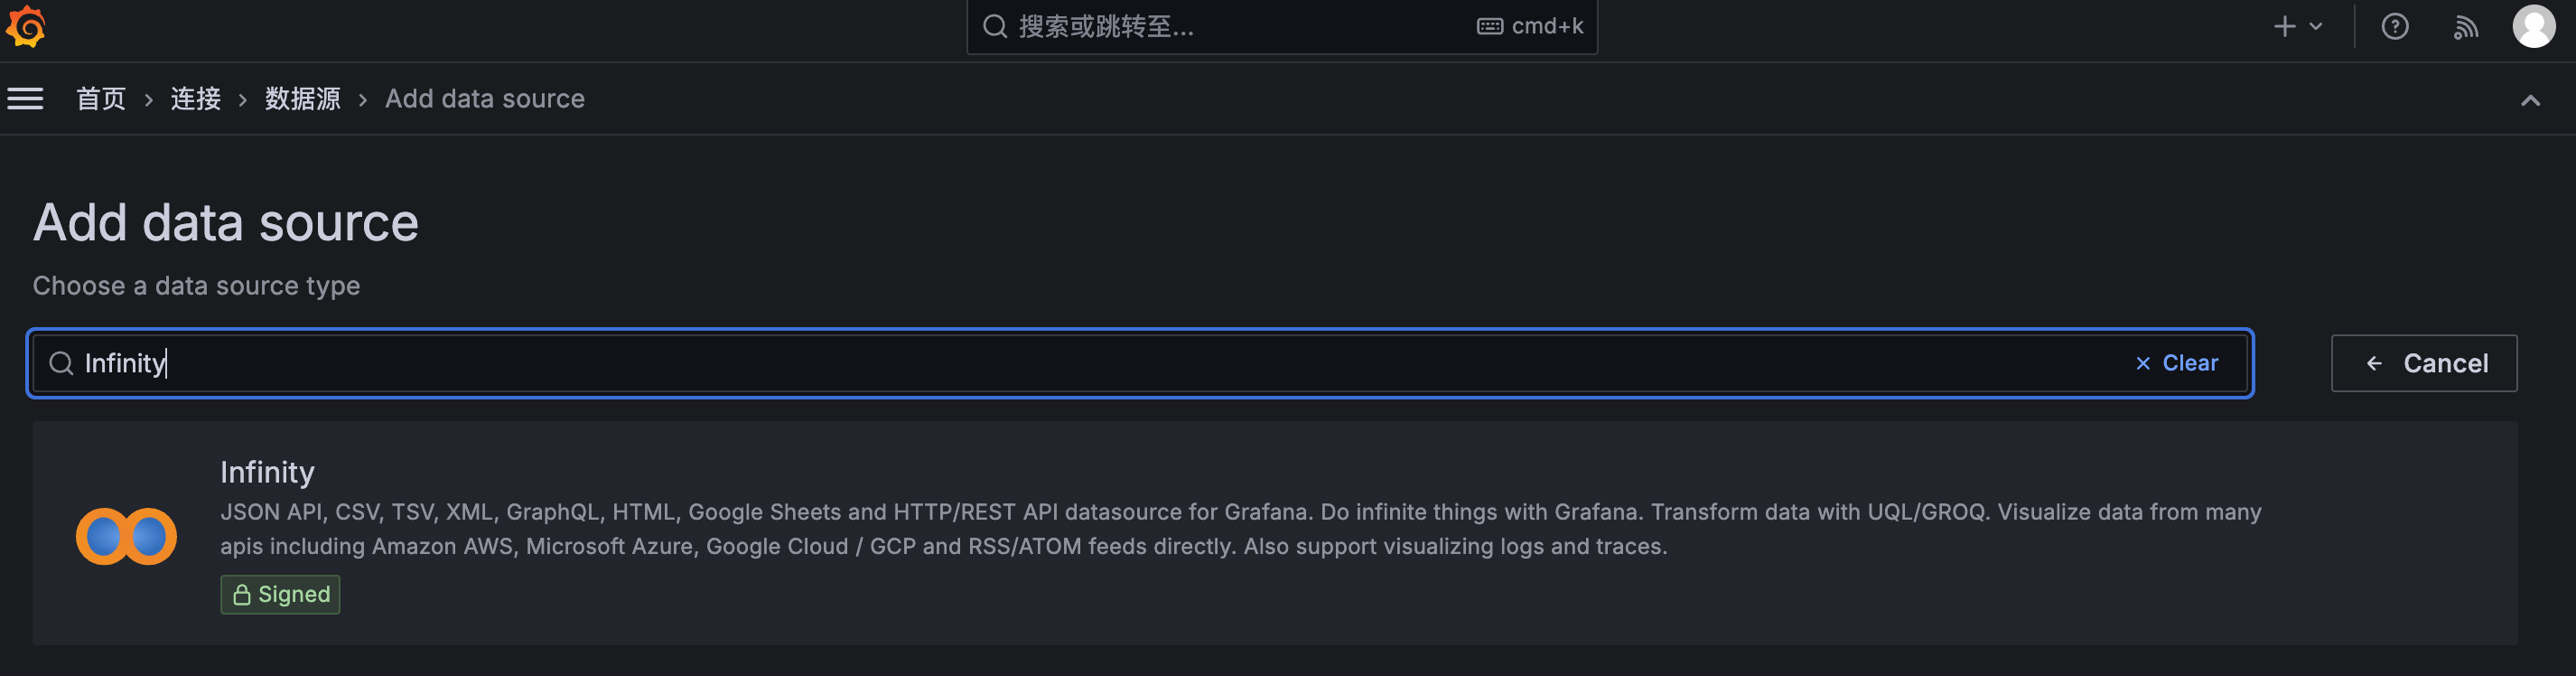 搜索或跳转至... cmd+k
首页 › 连接 › 数据源 › Add data source
Add data source
Choose a data source type
Infinity Clear Cancel
Infinity
JSON API, CSV, TSV, XML, GraphQL, HTML, Google Sheets and HTTP/REST API datasource for Grafana. Do infinite things with Grafana. Transform data with UQL/GROQ. Visualize data from many
apis including Amazon AWS, Microsoft Azure, Google Cloud / GCP and RSS/ATOM feeds directly. Also support visualizing logs and traces.
Signed